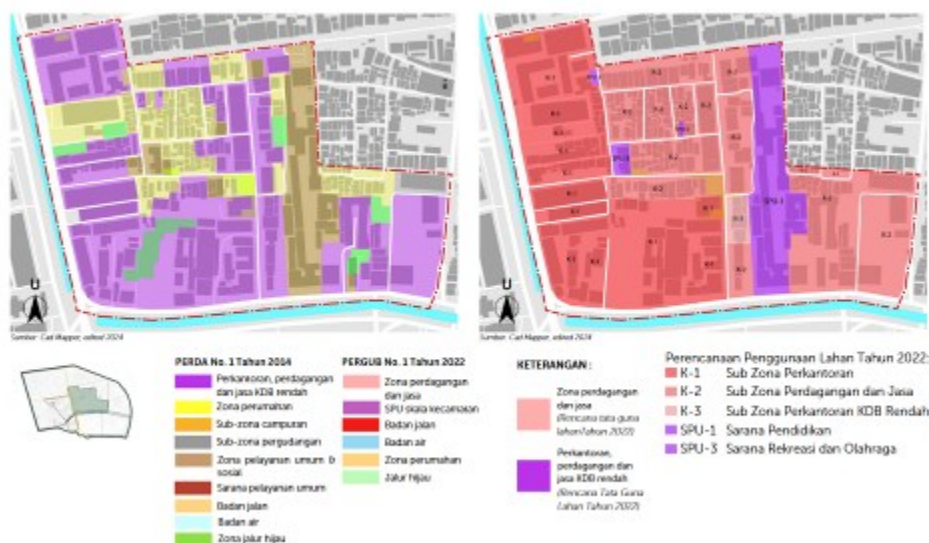 U
U
Sumber: Cad Mapper, edited 2024
Sumber: Cad Mapper, edited 2024
K-1
K-2
K-2
K-2
K-1
SPU-1
K-2
K-3
K-1
PERDA No. 1 Tahun 2014
Perkantoran, perdagangan
dan jasa KDB rendah
Zona perumahan
Sub-zona campuran
Sub-zona pergudangan
Zona pelayanan umum &
sosial
Sarana pelayanan umum
Badan jalan
Badan air
Zona jalur hijau
PERGUB No. 1 Tahun 2022
Zona perdagangan
dan jasa
SPU skala kecamatan
Badan jalan
Badan air
Zona perumahan
Jalur hijau
KETERANGAN :
Zona perdagangan
dan jasa
(Rencana tata guna
lahanTahun 2022)
Perkantoran,
perdagangan dan
jasa KDB rendah
(Rencana Tata Guna
Lahan Tahun 2022)
Perencanaan Penggunaan Lahan Tahun 2022:
K-1 Sub Zona Perkantoran
K-2 Sub Zona Perdagangan dan Jasa
K-3 Sub Zona Perkantoran KDB Rendah
SPU-1 Sarana Pendidikan
SPU-3 Sarana Rekreasi dan Olahraga